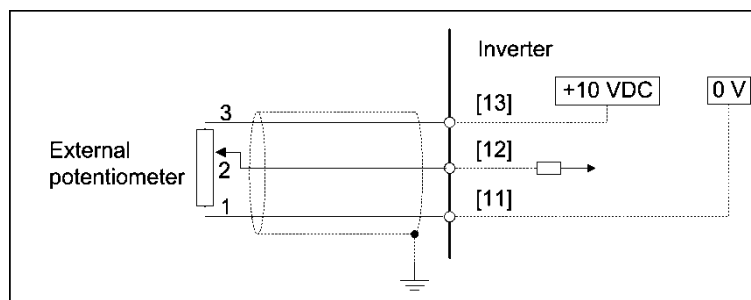 Inverter
+10 VDC
0 V
3
[13]
External
potentiometer
2
[12]
1
[11]